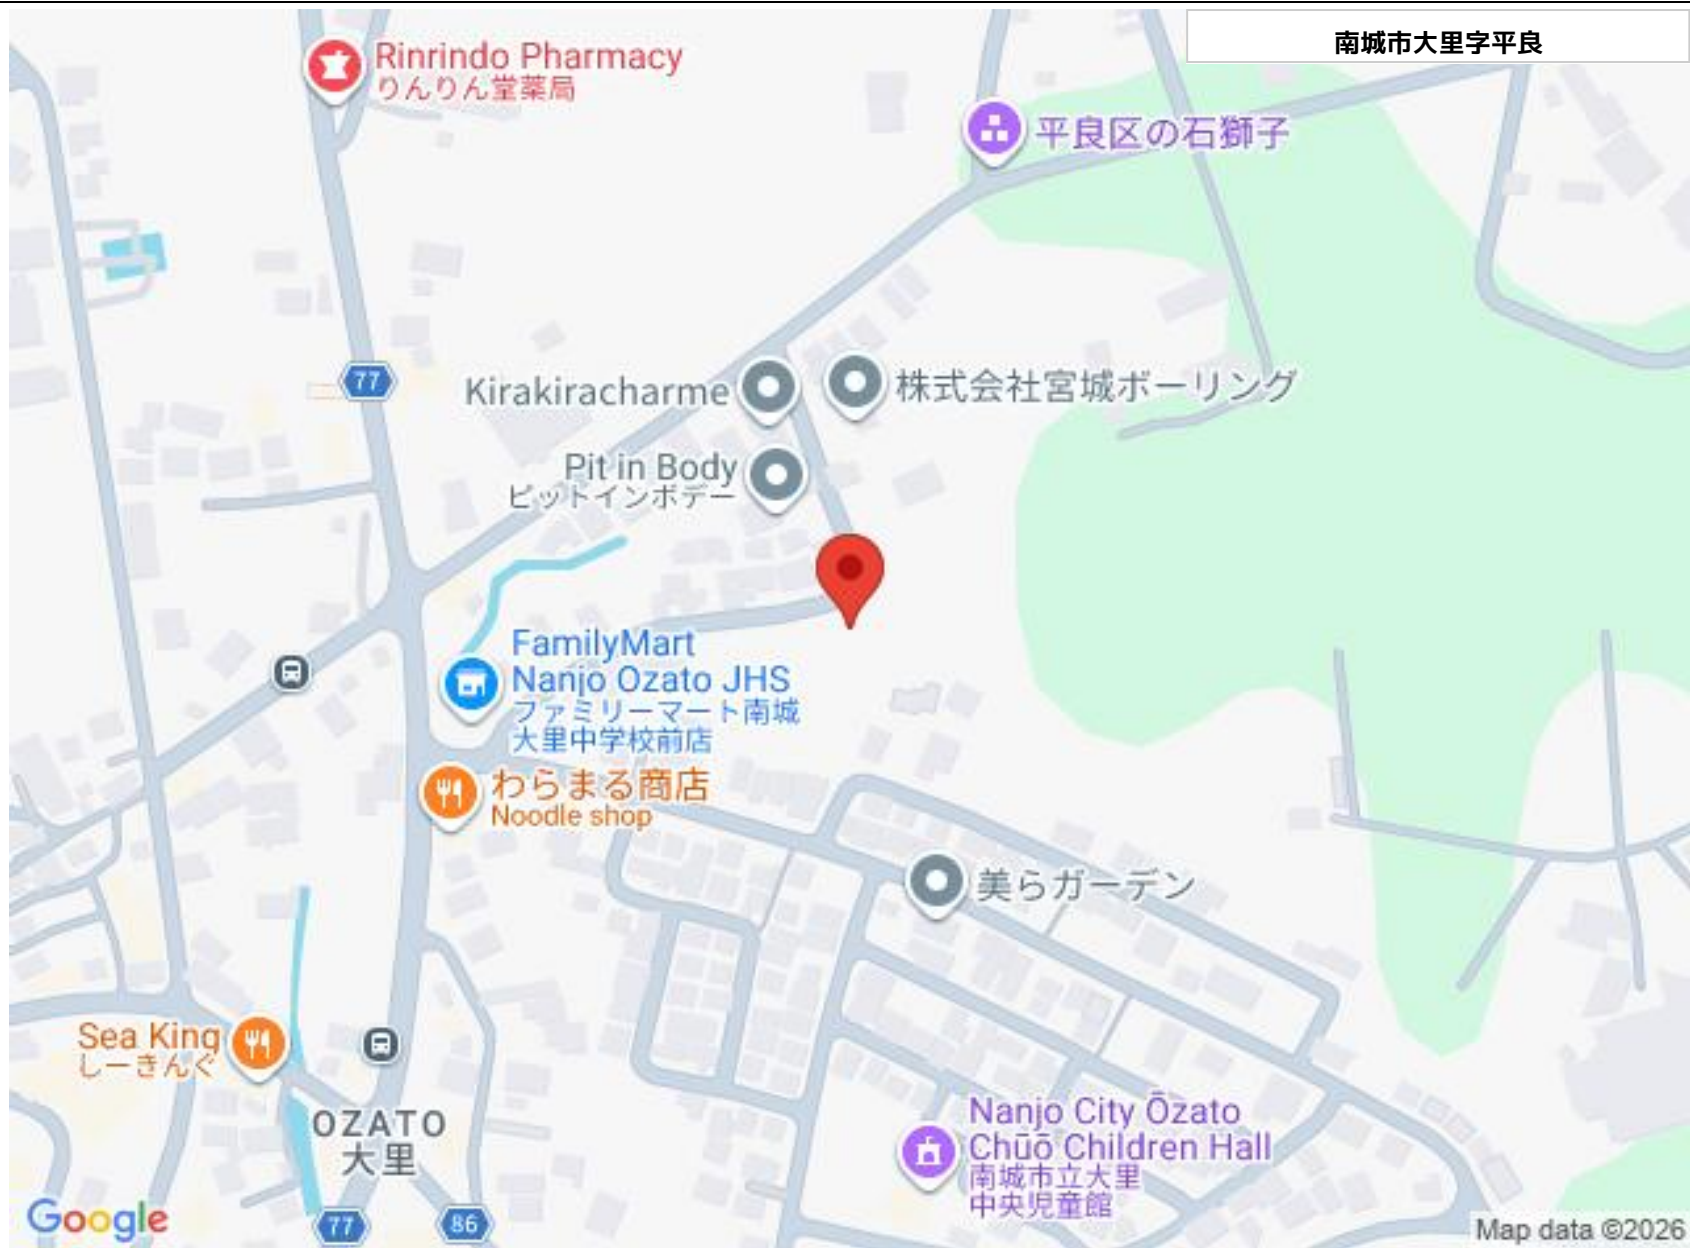 南城市大里字平良
Rinrindo Pharmacy
りんりん堂薬局
平良区の石獅子
77
Kirakiracharme
株式会社宮城ボーリング
Pit in Body
ピットインボデー
FamilyMart
Nanjo Ozato JHS
ファミリーマート南城
大里中学校前店
わらまる商店
Noodle shop
美らガーデン
Sea King
しーきんぐ
OZATO
大里
Nanjo City Ōzato
Chūō Children Hall
南城市立大里
中央児童館
Google
77
86
Map data ©2026